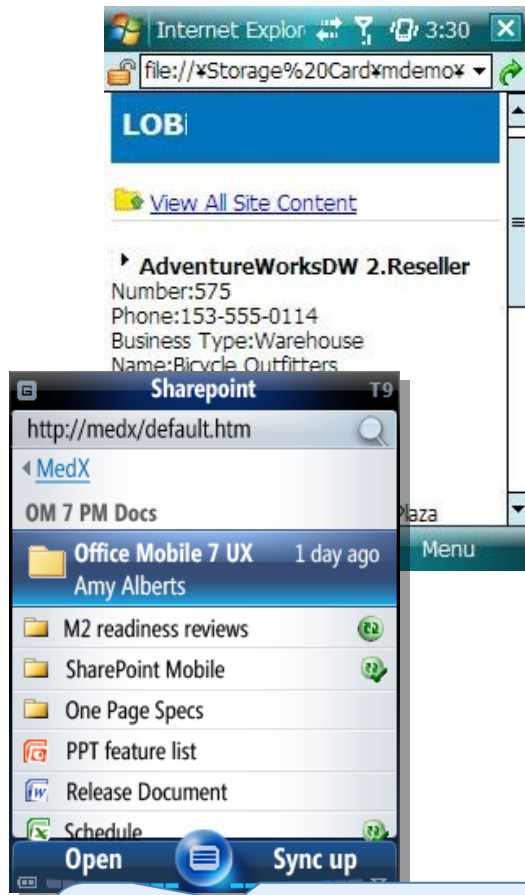 Internet Explor 3:30
file://¥Storage%20Card¥mdemo¥
LOBi
View All Site Content
AdventureWorksDW 2.Reseller
Number:575
Phone:153-555-0114
Business Type:Warehouse
Name:Bicycle Outfitters
Plaza
Menu
Sharepoint T9
http://medx/default.htm
MedX
OM 7 PM Docs
Office Mobile 7 UX 1 day ago
Amy Alberts
M2 readiness reviews
SharePoint Mobile
One Page Specs
PPT feature list
Release Document
Schedule
Open Sync up